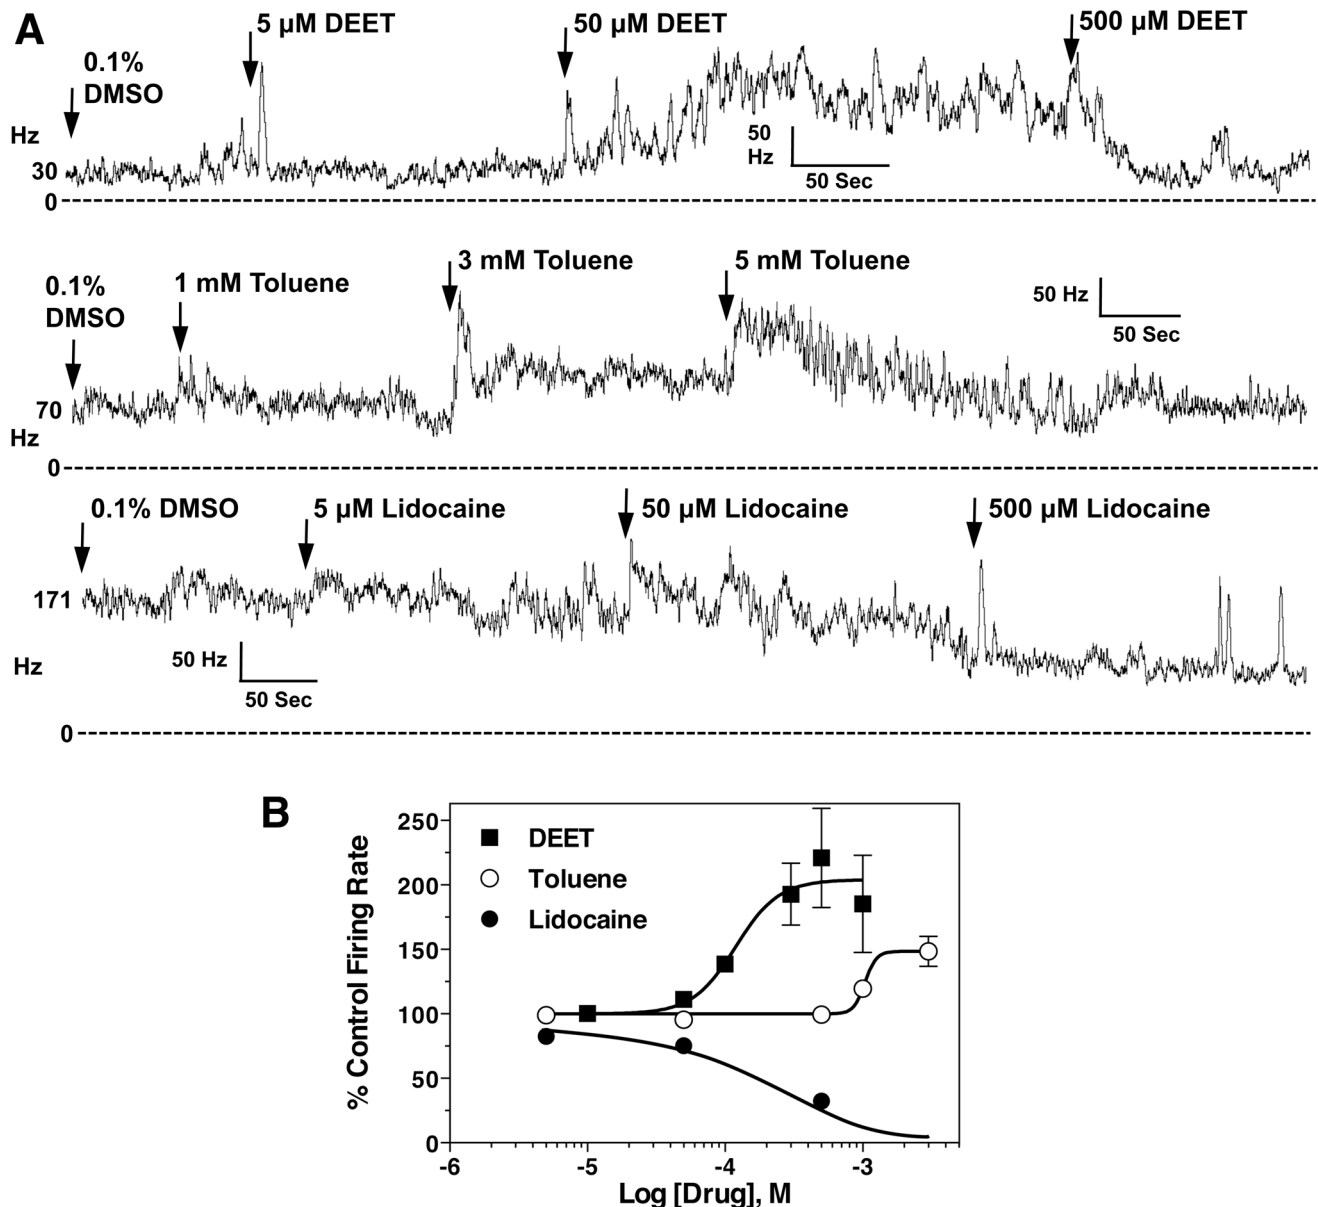 A
5 µM DEET
50 µM DEET
500 µM DEET
0.1%
DMSO
Hz
30
0
50
Hz
50 Sec
0.1%
DMSO
1 mM Toluene
3 mM Toluene
5 mM Toluene
50 Hz
50 Sec
70
Hz
0
0.1% DMSO
5 µM Lidocaine
50 µM Lidocaine
500 µM Lidocaine
171
Hz
50 Hz
50 Sec
0
B
% Control Firing Rate
250
200
150
100
50
0
DEET
Toluene
Lidocaine
-6
-5
-4
-3
Log [Drug], M